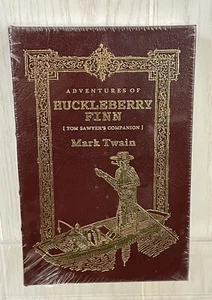 ADVENTURES OF
HUCKLEBERRY
FINN
[ TOM SAWYER'S COMPANION ]
Mark Twain